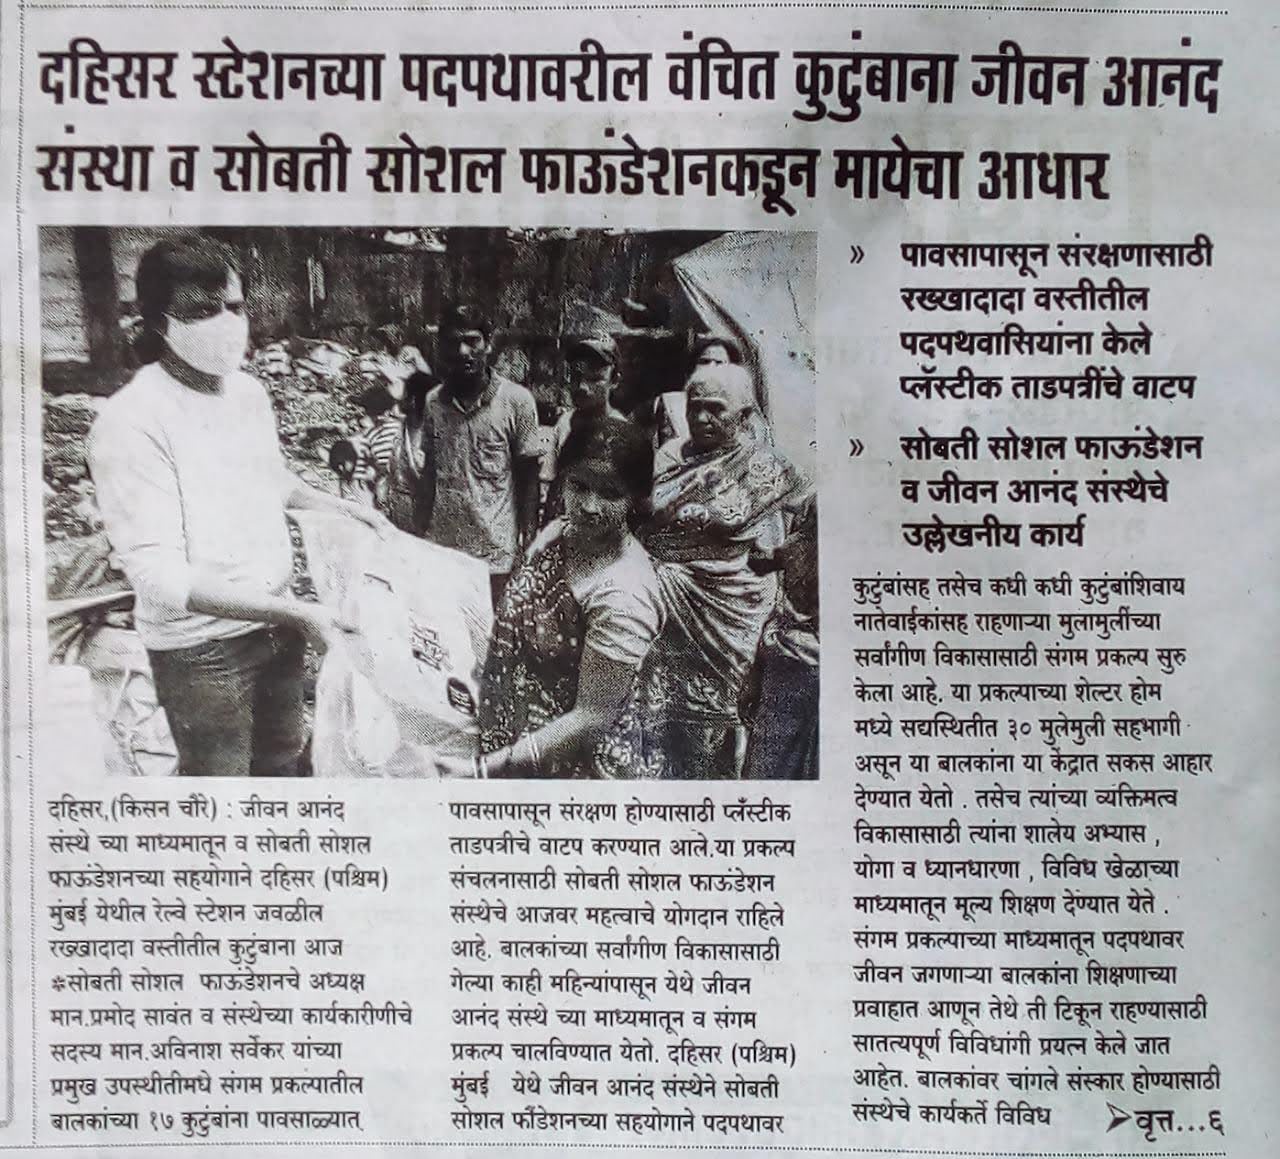 दहिसर स्टेशनच्या पदपथावरील वंचित कुटुंबाना जीवन आनंद
संस्था व सोबती सोशल फाऊंडेशनकडून मायेचा आधार
» पावसापासून संरक्षणासाठी
रख्खादादा वस्तीतील
पदपथवासियांना केले
प्लॅस्टीक ताडपत्रींचे वाटप
» सोबती सोशल फाऊंडेशन
व जीवन आनंद संस्थेचे
उल्लेखनीय कार्य
दहिसर,(किसन चौरे) : जीवन आनंद
संस्थे च्या माध्यमातून व सोबती सोशल
फाऊंडेशनच्या सहयोगाने दहिसर (पश्चिम)
मुंबई येथील रेल्वे स्टेशन जवळील
रख्खादादा वस्तीतील कुटुंबाना आज
*सोबती सोशल फाऊंडेशनचे अध्यक्ष
मान.प्रमोद सावंत व संस्थेच्या कार्यकारीणीचे
सदस्य मान.अविनाश सर्वेकर यांच्या
प्रमुख उपस्थीतीमधे संगम प्रकल्पातील
बालकांच्या १७ कुटुंबांना पावसाळ्यात्
पावसापासून संरक्षण होण्यासाठी प्लॅस्टीक
ताडपत्रीचे वाटप करण्यात आले.या प्रकल्प
संचलनासाठी सोबती सोशल फाऊंडेशन
संस्थेचे आजवर महत्वाचे योगदान राहिले
आहे. बालकांच्या सर्वांगीण विकासासाठी
गेल्या काही महिन्यांपासून येथे जीवन
आनंद संस्थे च्या माध्यमातून व संगम
प्रकल्प चालविण्यात येतो. दहिसर (पश्चिम)
मुंबई येथे जीवन आनंद संस्थेने सोबती
सोशल फौंडेशनच्या सहयोगाने पदपथावर
कुटुंबांसह तसेच कधी कधी कुटुंबांशिवाय
नातेवाईकांसह राहणाऱ्या मुलामुलींच्या
सर्वांगीण विकासासाठी संगम प्रकल्प सुरु
केला आहे. या प्रकल्पाच्या शेल्टर होम
मध्ये सद्यस्थितीत ३० मुलेमुली सहभागी
असून या बालकांना या केंद्रात सकस आहार
देण्यात येतो . तसेच त्यांच्या व्यक्तिमत्व
विकासासाठी त्यांना शालेय अभ्यास ,
योगा व ध्यानधारणा , विविध खेळाच्या
माध्यमातून मूल्य शिक्षण देंण्यात येते .
संगम प्रकल्पाच्या माध्यमातून पदपथावर
जीवन जगणाऱ्या बालकांना शिक्षणाच्या
प्रवाहात आणून तेथे ती टिकून राहण्यासाठी
सातत्यपूर्ण विविधांगी प्रयत्न केले जात
आहेत. बालकांवर चांगले संस्कार होण्यासाठी
संस्थेचे कार्यकर्ते विविध ➤वृत्त...६